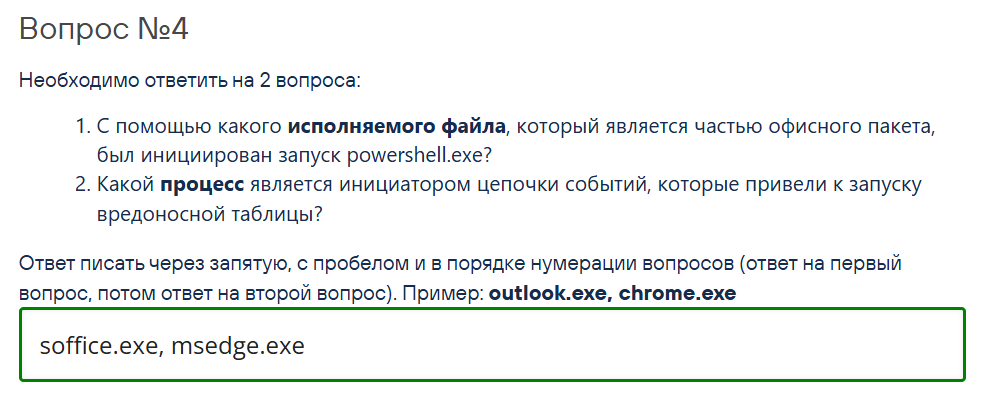 Вопрос №4
Необходимо ответить на 2 вопроса:
1. С помощью какого исполняемого файла, который является частью офисного пакета,
был инициирован запуск powershell.exe?
2. Какой процесс является инициатором цепочки событий, которые привели к запуску
вредоносной таблицы?
Ответ писать через запятую, с пробелом и в порядке нумерации вопросов (ответ на первый
вопрос, потом ответ на второй вопрос). Пример: outlook.exe, chrome.exe
soffice.exe, msedge.exe